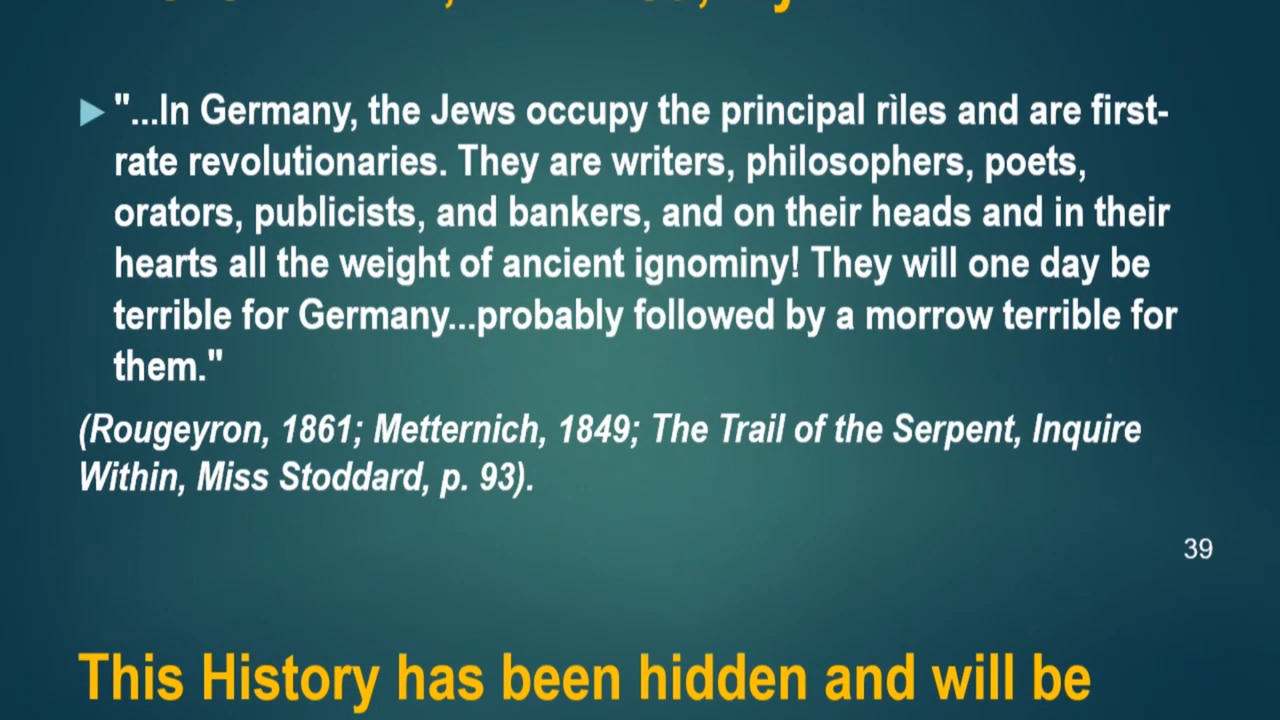 "...In Germany, the Jews occupy the principal rìles and are first-
rate revolutionaries. They are writers, philosophers, poets,
orators, publicists, and bankers, and on their heads and in their
hearts all the weight of ancient ignominy! They will one day be
terrible for Germany...probably followed by a morrow terrible for
them."
(Rougeyron, 1861; Metternich, 1849; The Trail of the Serpent, Inquire
Within, Miss Stoddard, p. 93).
39
This History has been hidden and will be